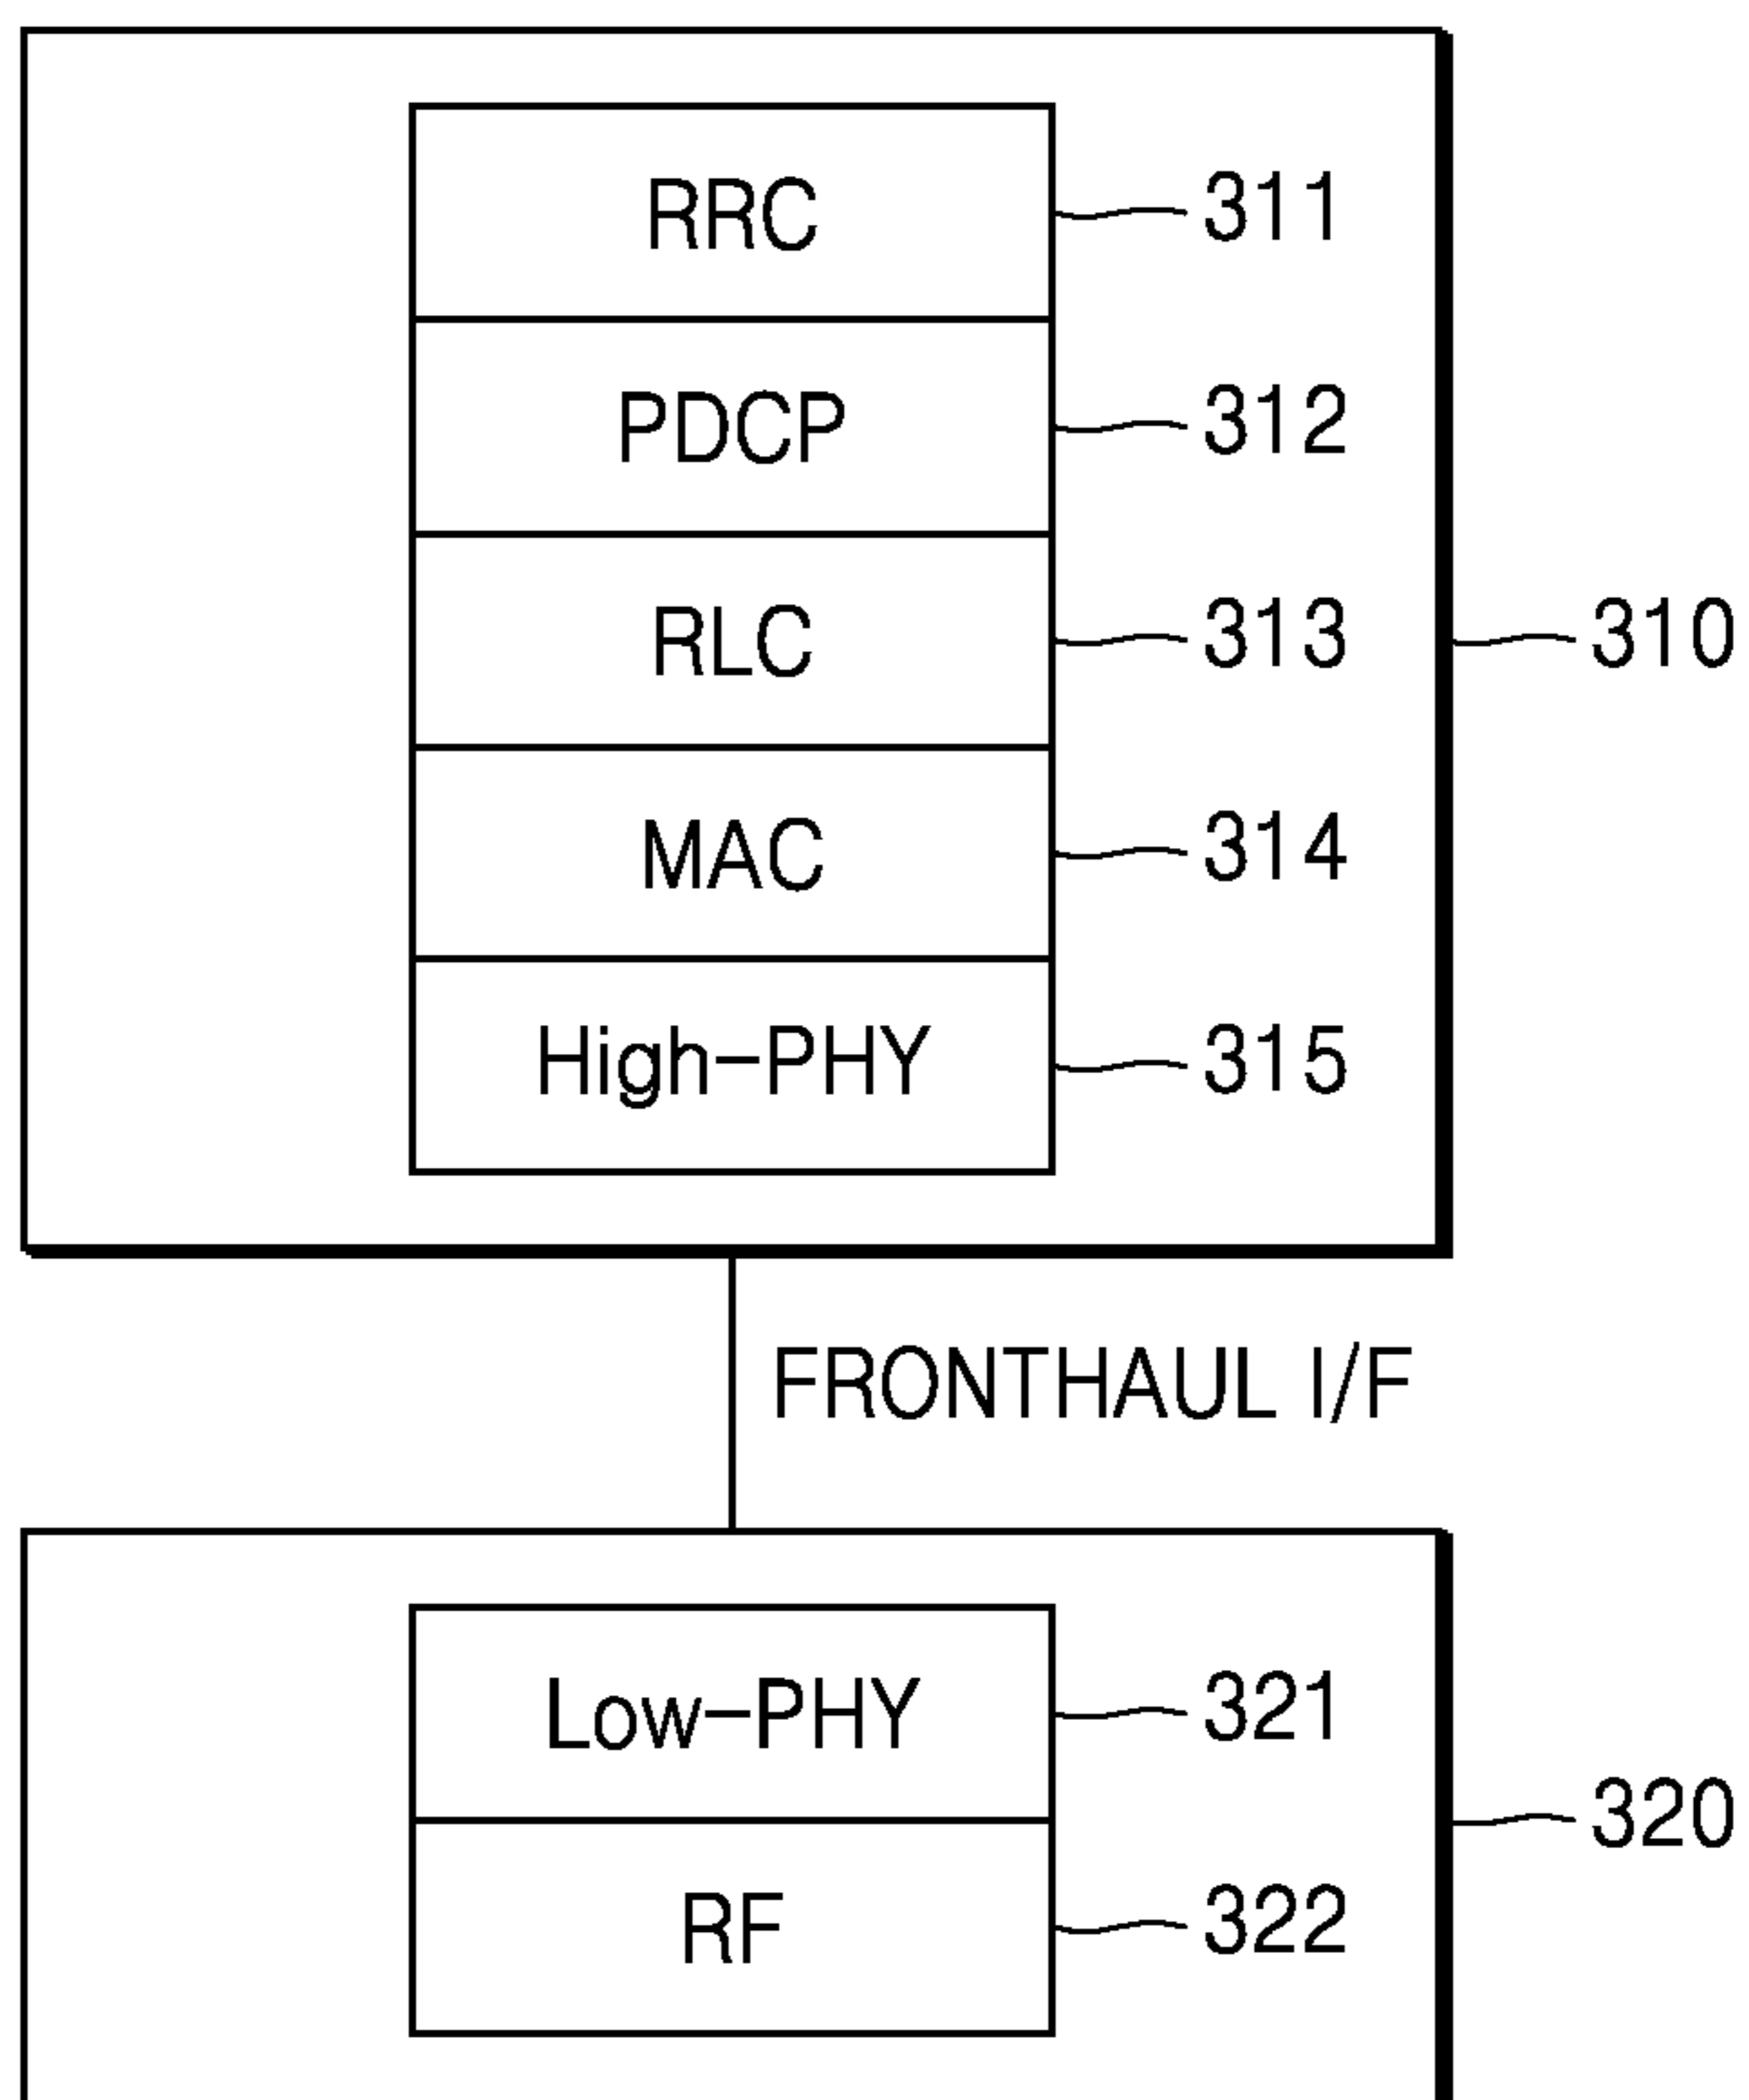 RRC 311
PDCP 312
RLC 313
310
MAC 314
High-PHY 315
FRONTHAUL I/F
Low-PHY 321
320
RF 322